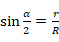 sin α/2 = r/R